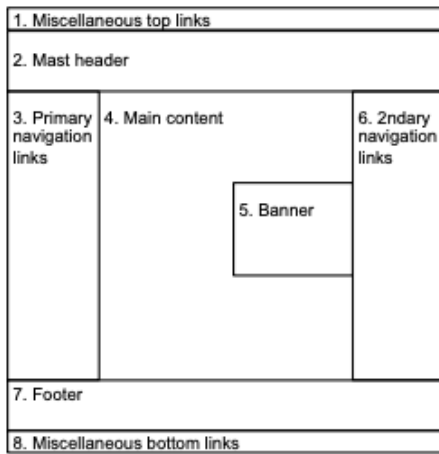 1. Miscellaneous top links
2. Mast header
3. Primary
navigation
links
4. Main content
5. Banner
6. 2ndary
navigation
links
7. Footer
8. Miscellaneous bottom links